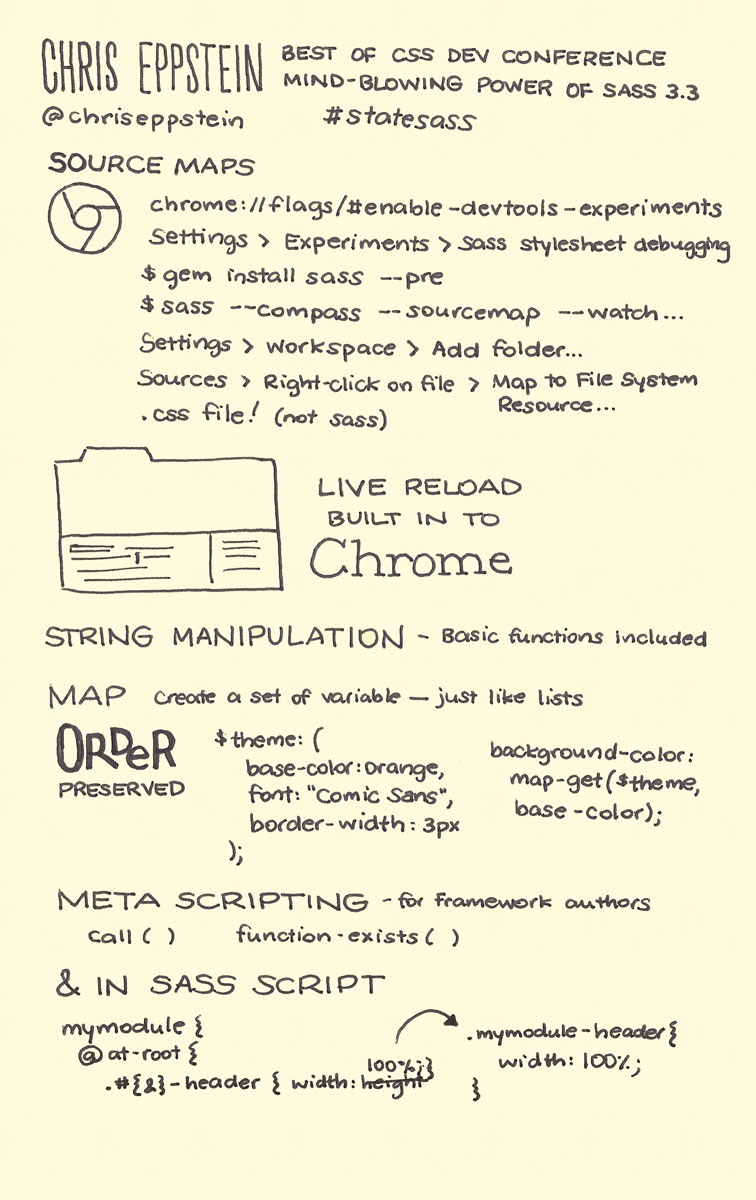 CHRIS EPPSTEIN
BEST OF CSS DEV CONFERENCE
MIND-BLOWING POWER OF SASS 3.3
@chriseppstein
#statesass
SOURCE MAPS
chrome://flags/#enable-devtools-experiments
Settings > Experiments > Sass stylesheet debugging
$ gem install sass --pre
$ sass --compass --sourcemap --watch...
Settings > Workspace > Add folder...
Sources > Right-click on file > Map to File System
Resource...
.css file! (not sass)
LIVE RELOAD
BUILT IN TO
Chrome
STRING MANIPULATION - Basic functions included
MAP Create a set of variable — just like lists
ORDeR
PRESERVED
$theme: (
base-color: orange,
font: "Comic Sans",
border-width: 3px
);
background-color:
map-get($theme,
base-color);
META SCRIPTING - for Framework authors
call ( ) function-exists ( )
& IN SASS SCRIPT
mymodule {
@at-root {
100%;}}
.#{&}-header { width: height
.mymodule-header {
width: 100%;
}